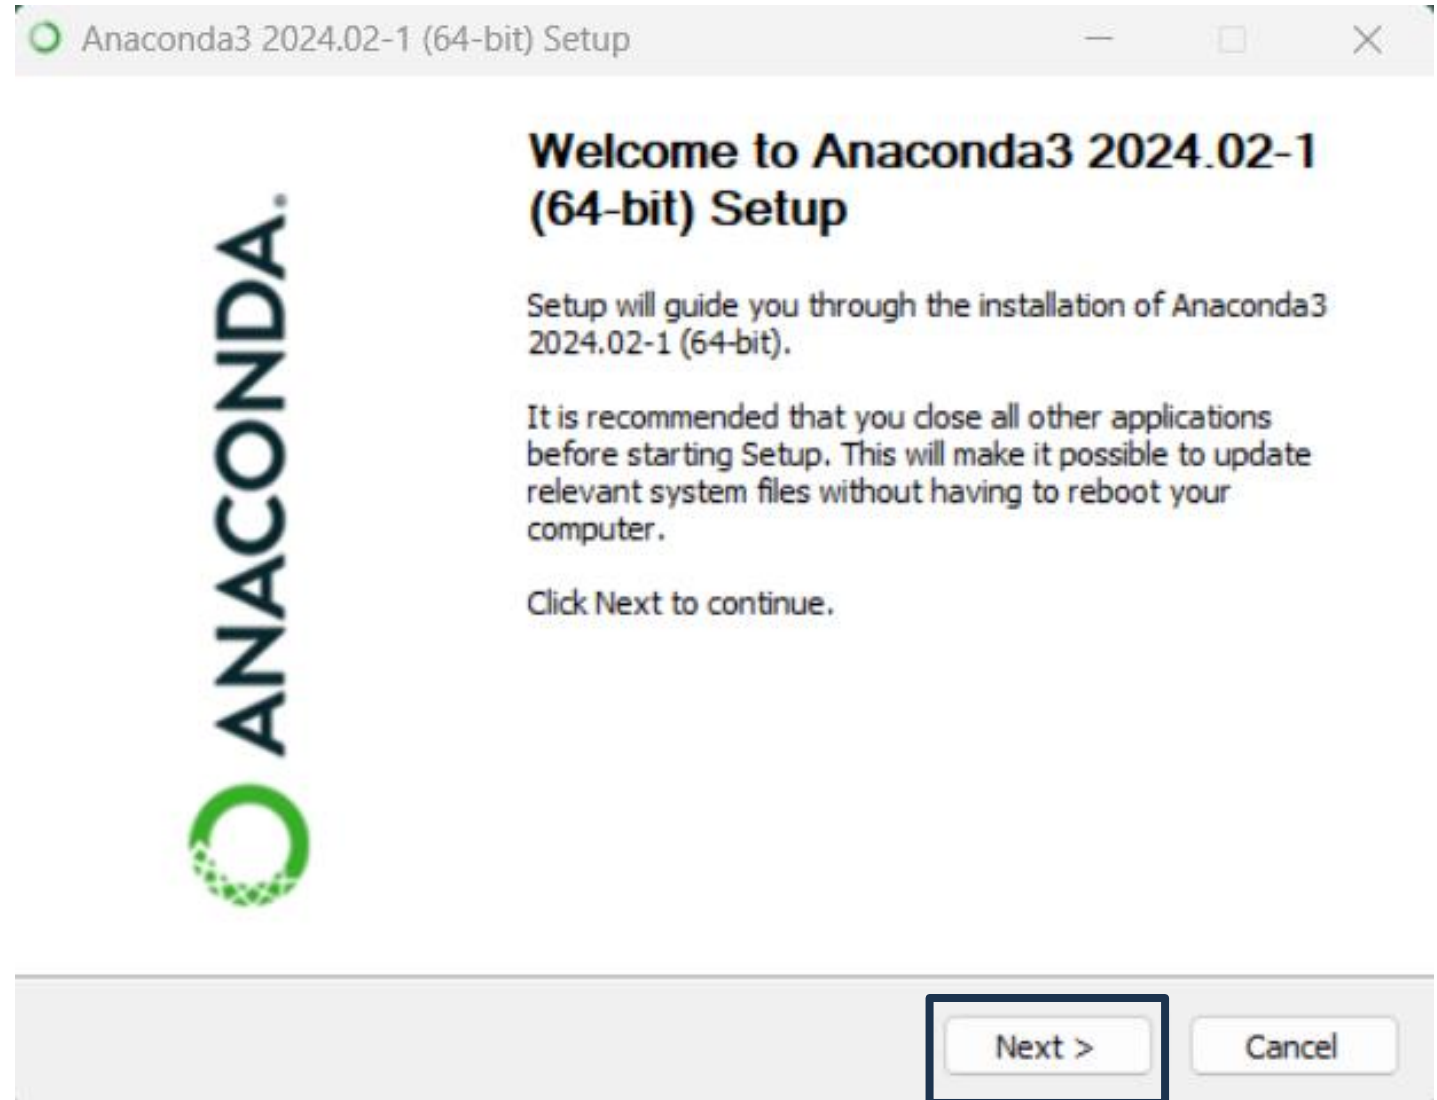 Anaconda3 2024.02-1 (64-bit) Setup
ANACONDA.
Welcome to Anaconda3 2024.02-1
(64-bit) Setup
Setup will guide you through the installation of Anaconda3
2024.02-1 (64-bit).
It is recommended that you close all other applications
before starting Setup. This will make it possible to update
relevant system files without having to reboot your
computer.
Click Next to continue.
Next >
Cancel